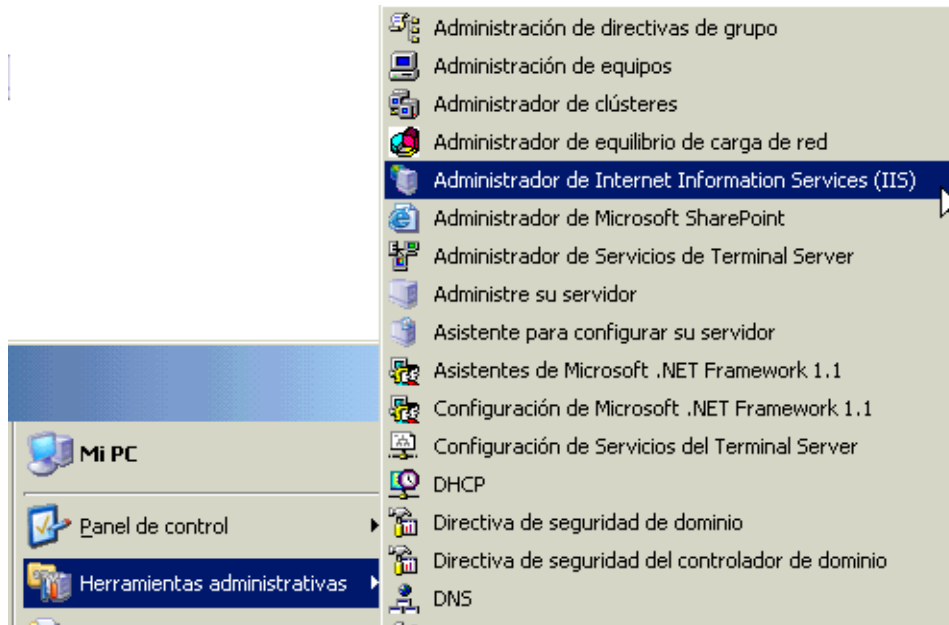 Administración de directivas de grupo
Administración de equipos
Administrador de clústeres
Administrador de equilibrio de carga de red
Administrador de Internet Information Services (IIS)
Administrador de Microsoft SharePoint
Administrador de Servicios de Terminal Server
Administre su servidor
Asistente para configurar su servidor
Asistentes de Microsoft .NET Framework 1.1
Configuración de Microsoft .NET Framework 1.1
Configuración de Servicios del Terminal Server
DHCP
Directiva de seguridad de dominio
Directiva de seguridad del controlador de dominio
DNS
Mi PC
Panel de control
Herramientas administrativas